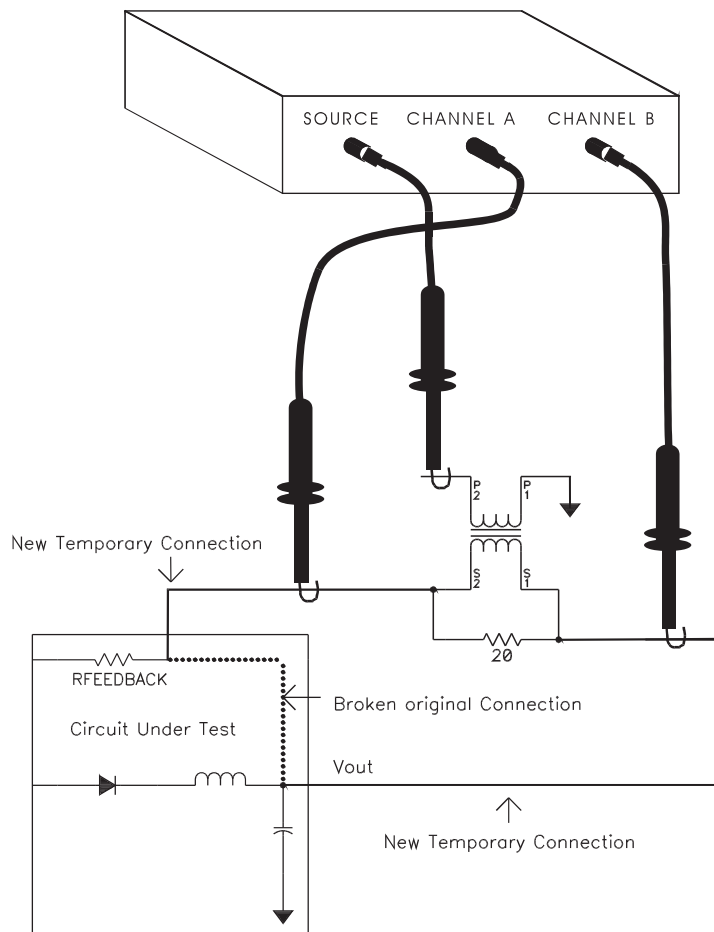 SOURCE CHANNEL A CHANNEL B
P2 P1
New Temporary Connection
S2 S1
20
RFEEDBACK
Broken original Connection
Circuit Under Test
Vout
New Temporary Connection